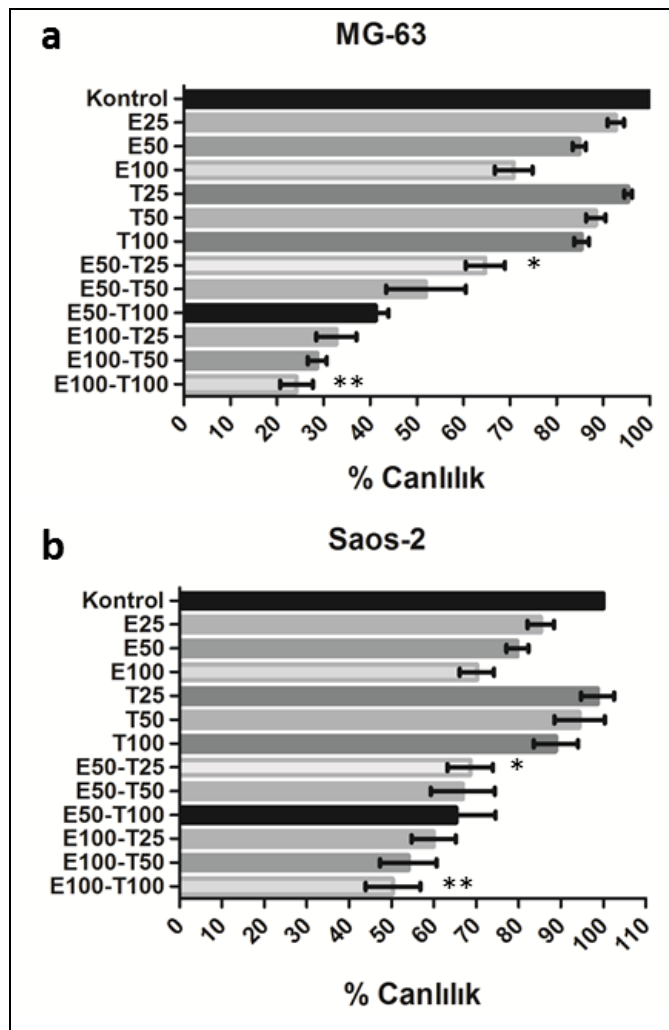 a
MG-63
Kontrol
E25
E50
E100
T25
T50
T100
E50-T25 *
E50-T50
E50-T100
E100-T25
E100-T50
E100-T100 **
0 10 20 30 40 50 60 70 80 90 100
% Canlılık
b
Saos-2
Kontrol
E25
E50
E100
T25
T50
T100
E50-T25 *
E50-T50
E50-T100
E100-T25
E100-T50
E100-T100 **
0 10 20 30 40 50 60 70 80 90 100 110
% Canlılık